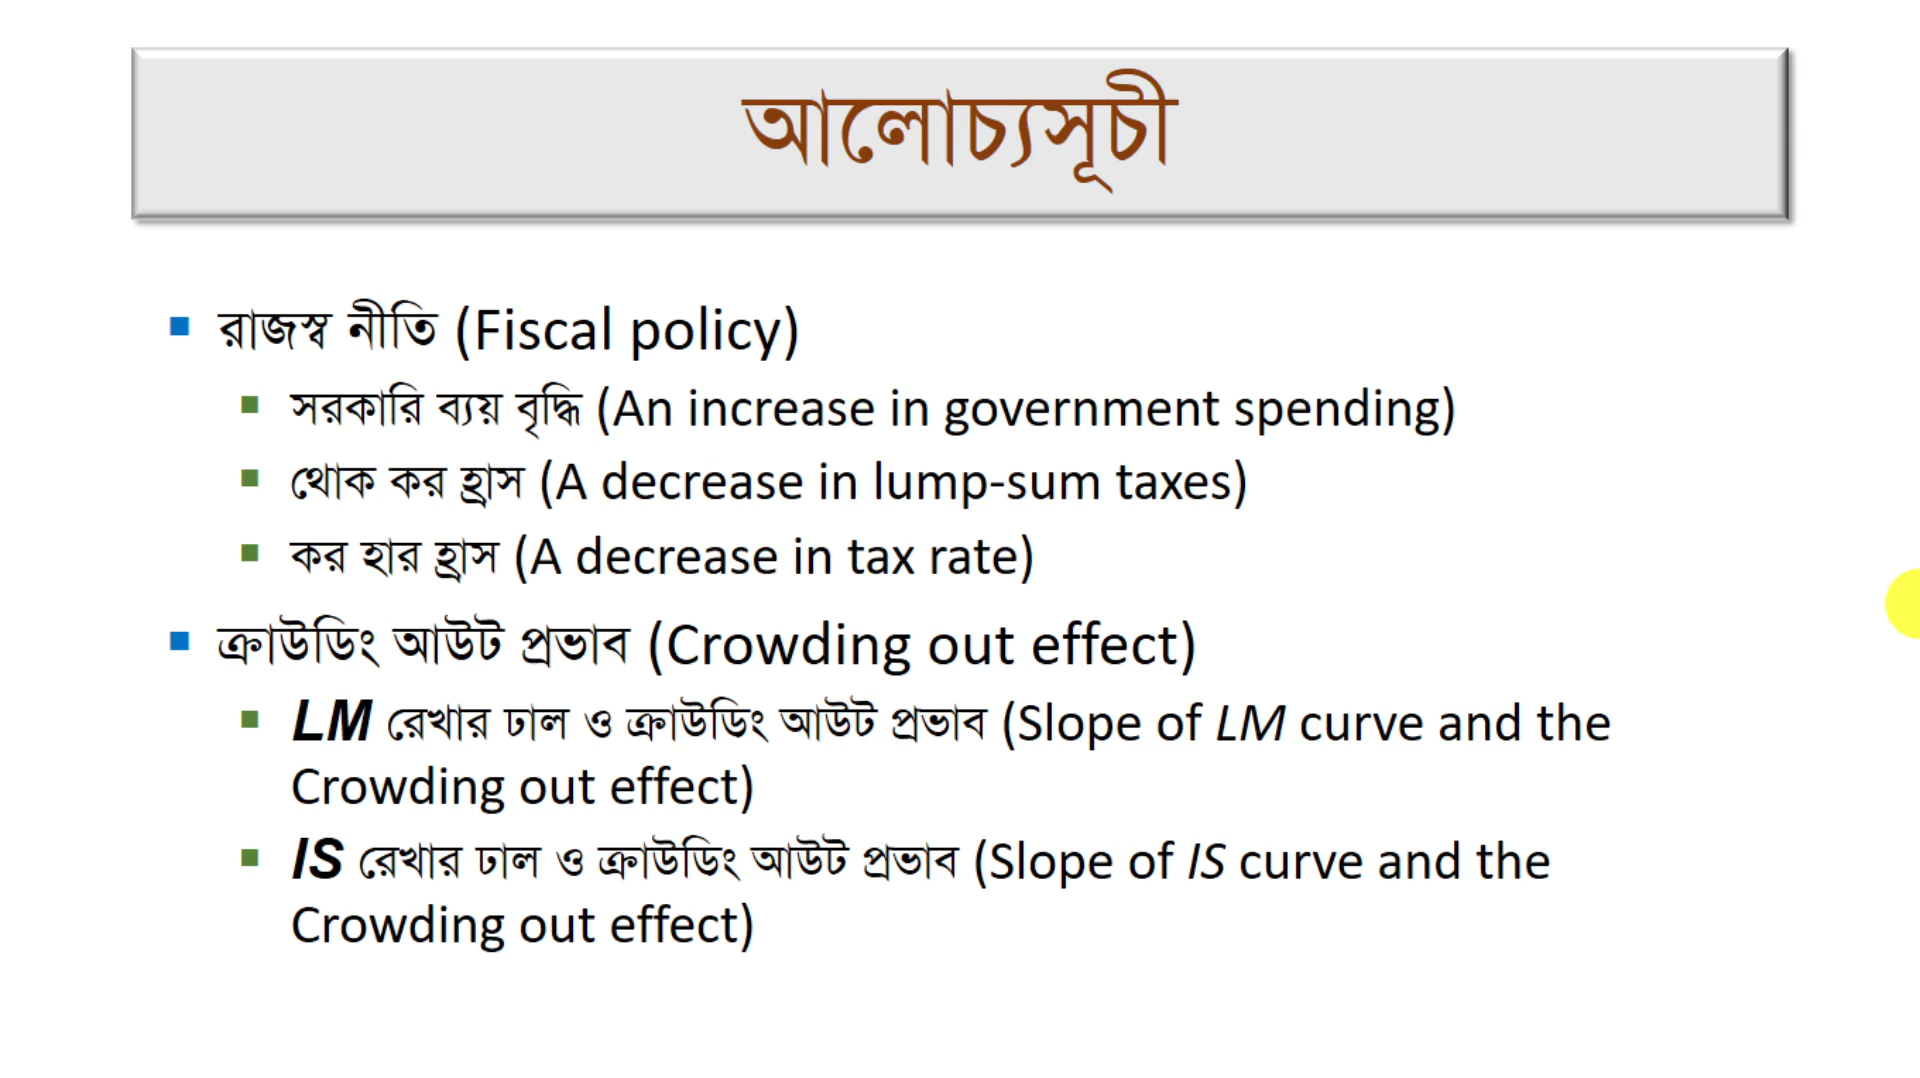 আলোচ্যসূচী
রাজস্ব নীতি (Fiscal policy)
সরকারি ব্যয় বৃদ্ধি (An increase in government spending)
থোক কর হ্রাস (A decrease in lump-sum taxes)
কর হার হ্রাস (A decrease in tax rate)
ক্রাউডিং আউট প্রভাব (Crowding out effect)
LM রেখার ঢাল ও ক্রাউডিং আউট প্রভাব (Slope of LM curve and the
Crowding out effect)
IS রেখার ঢাল ও ক্রাউডিং আউট প্রভাব (Slope of IS curve and the
Crowding out effect)